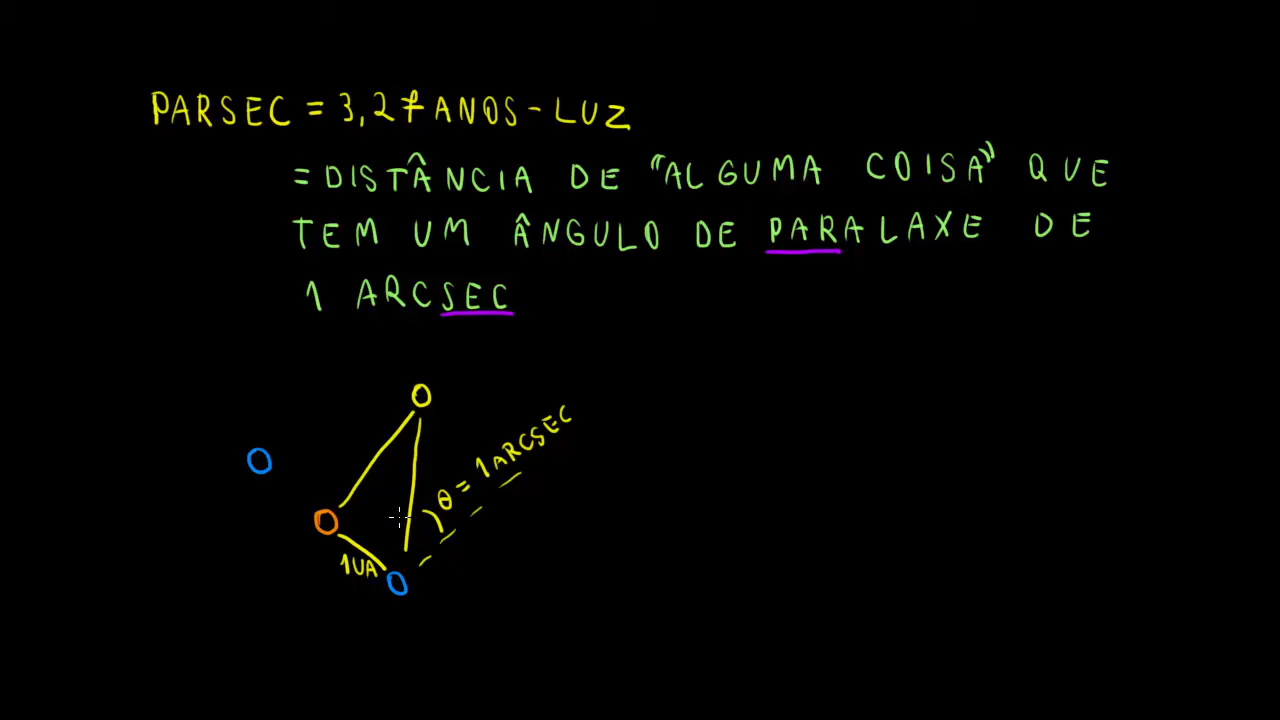 PARSEC = 3,27 ANOS-LUZ
= DISTÂNCIA DE "ALGUMA COISA" QUE
TEM UM ÂNGULO DE PARALAXE DE
1 ARCSEC
θ = 1 ARCSEC
1UA